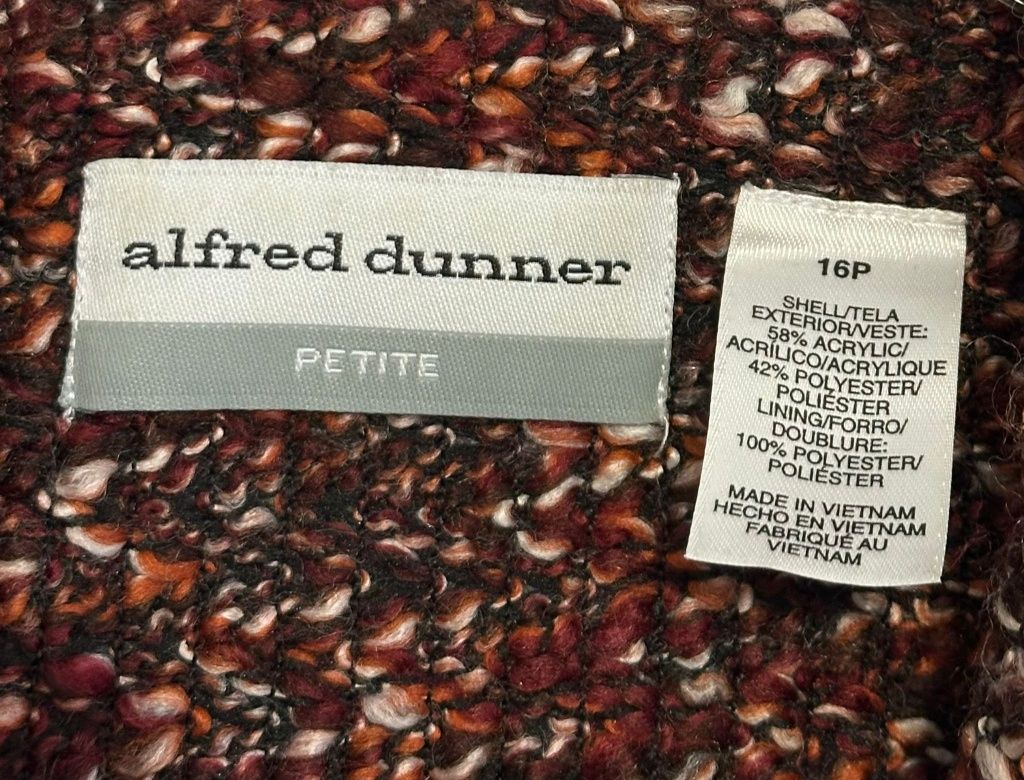 alfred dunner
PETITE
16P
SHELL/TELA
EXTERIOR/VESTE:
58% ACRYLIC/
ACRÍLICO/ACRYLIQUE
42% POLYESTER/
POLIÉSTER
LINING/FORRO/
DOUBLURE:
100% POLYESTER/
POLIÉSTER
MADE IN VIETNAM
HECHO EN VIETNAM
FABRIQUÉ AU
VIETNAM